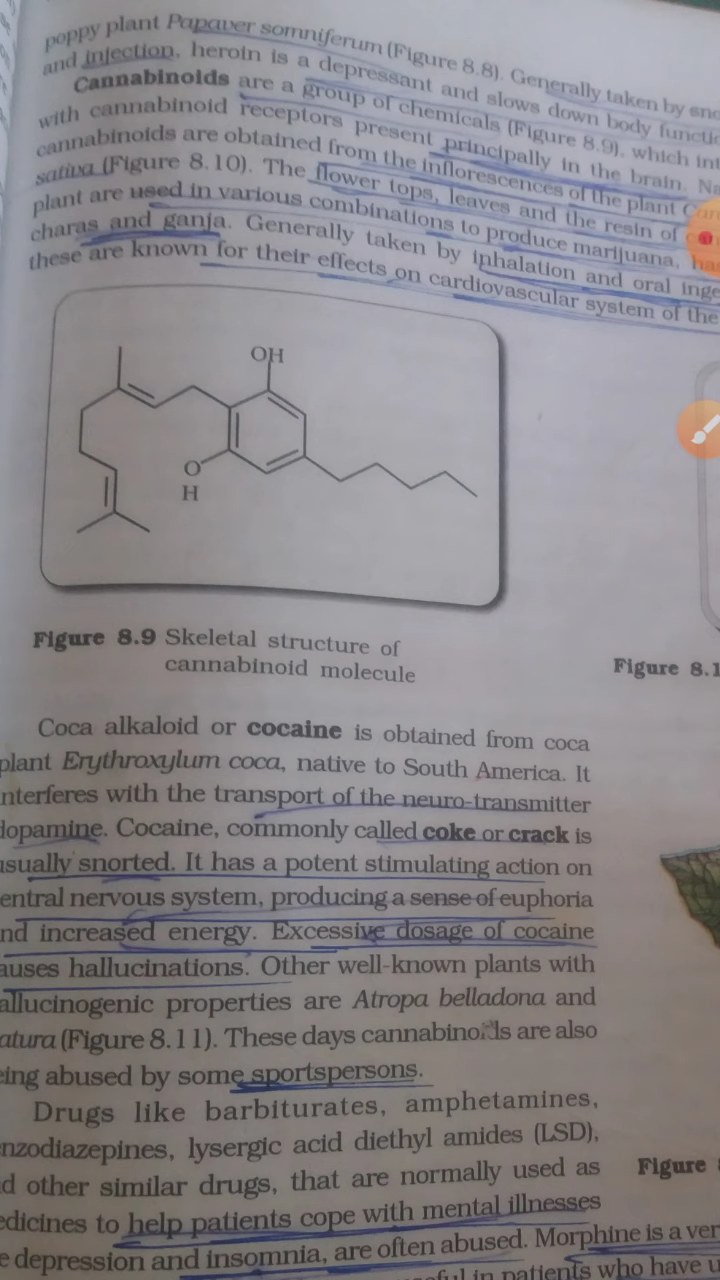 poppy plant Papaver somniferum (Figure 8.8). Generally taken by
and injection, heroin is a depressant and slows down body
Cannabinoids are a group of chemicals (Figure 8.9), which
with cannabinoid receptors present principally in the brain.
cannabinoids are obtained from the inflorescences of the plant
sativa (Figure 8.10). The flower tops, leaves and the resin of
plant are used in various combinations to produce marijuana,
charas and ganja. Generally taken by inhalation and oral
these are known for their effects on cardiovascular system of the
OH
O
H
Figure 8.9 Skeletal structure of
cannabinoid molecule
Figure 8.1
Coca alkaloid or cocaine is obtained from coca
plant Erythroxylum coca, native to South America. It
nterferes with the transport of the neuro-transmitter
dopamine. Cocaine, commonly called coke or crack is
usually snorted. It has a potent stimulating action on
entral nervous system, producing a sense of euphoria
nd increased energy. Excessive dosage of cocaine
auses hallucinations. Other well-known plants with
allucinogenic properties are Atropa belladona and
atura (Figure 8.11). These days cannabinoids are also
eing abused by some sportspersons.
Drugs like barbiturates, amphetamines,
enzodiazepines, lysergic acid diethyl amides (LSD),
d other similar drugs, that are normally used as
Figure
edicines to help patients cope with mental illnesses
e depression and insomnia, are often abused. Morphine is a
in patients who have